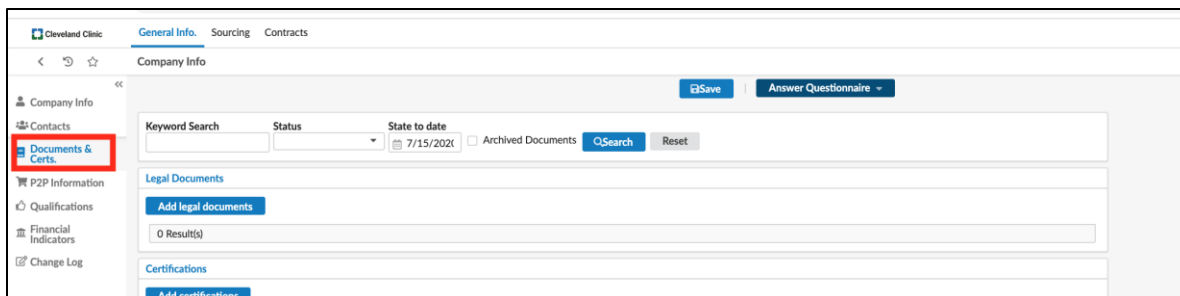 Cleveland Clinic
General Info. Sourcing Contracts
Company Info
Save
Answer Questionnaire
Company Info
Contacts
Documents &
Certs.
P2P Information
Qualifications
Financial
Indicators
Change Log
Keyword Search Status State to date
7/15/202( Archived Documents Search Reset
Legal Documents
Add legal documents
0 Result(s)
Certifications
Add certifications